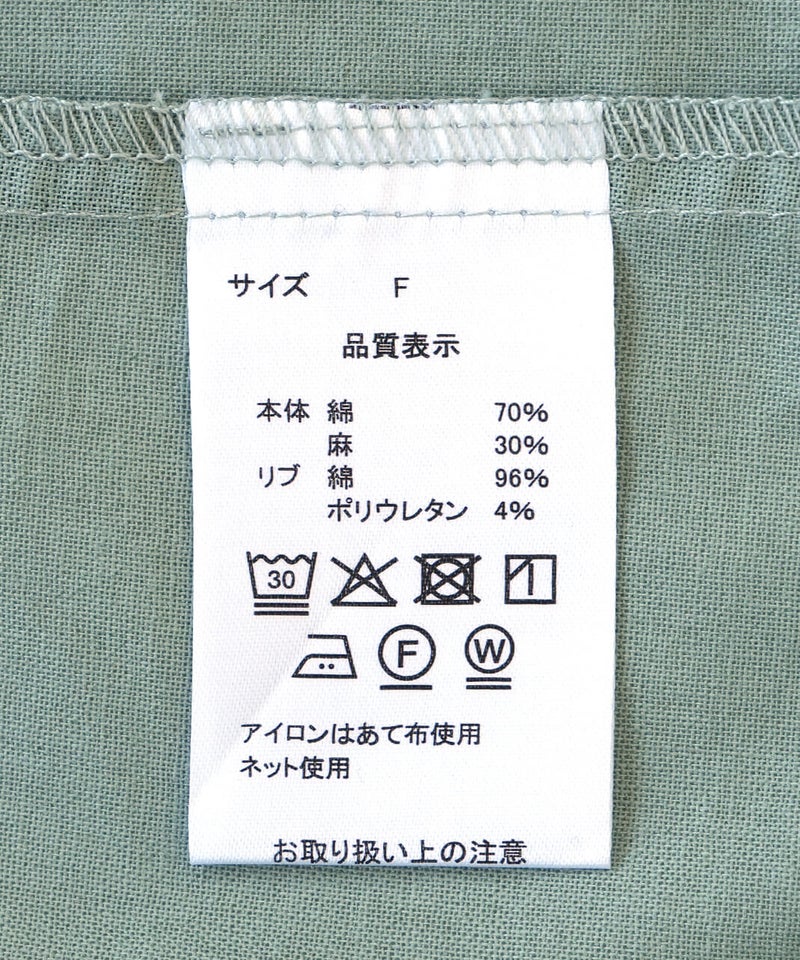 サイズ F
品質表示
本体 綿 70%
麻 30%
リブ 綿 96%
ポリウレタン 4%
30
F W
アイロンはあて布使用
ネット使用
お取り扱い上の注意